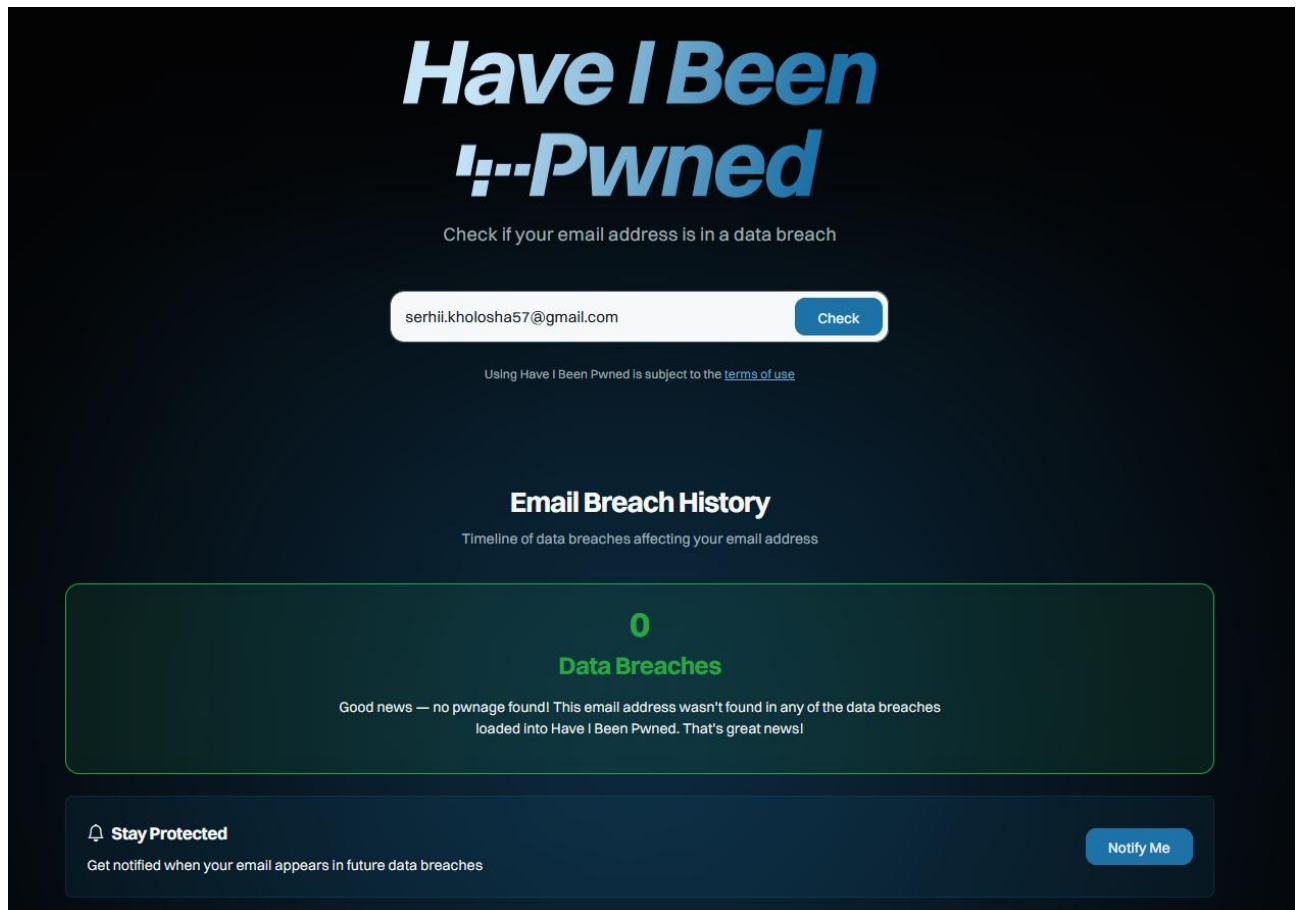 Have I Been
Pwned
Check if your email address is in a data breach
serhii.kholosha57@gmail.com
Check
Using Have I Been Pwned is subject to the terms of use
Email Breach History
Timeline of data breaches affecting your email address
0
Data Breaches
Good news — no pwnage found! This email address wasn't found in any of the data breaches
loaded into Have I Been Pwned. That's great news!
Stay Protected
Get notified when your email appears in future data breaches
Notify Me